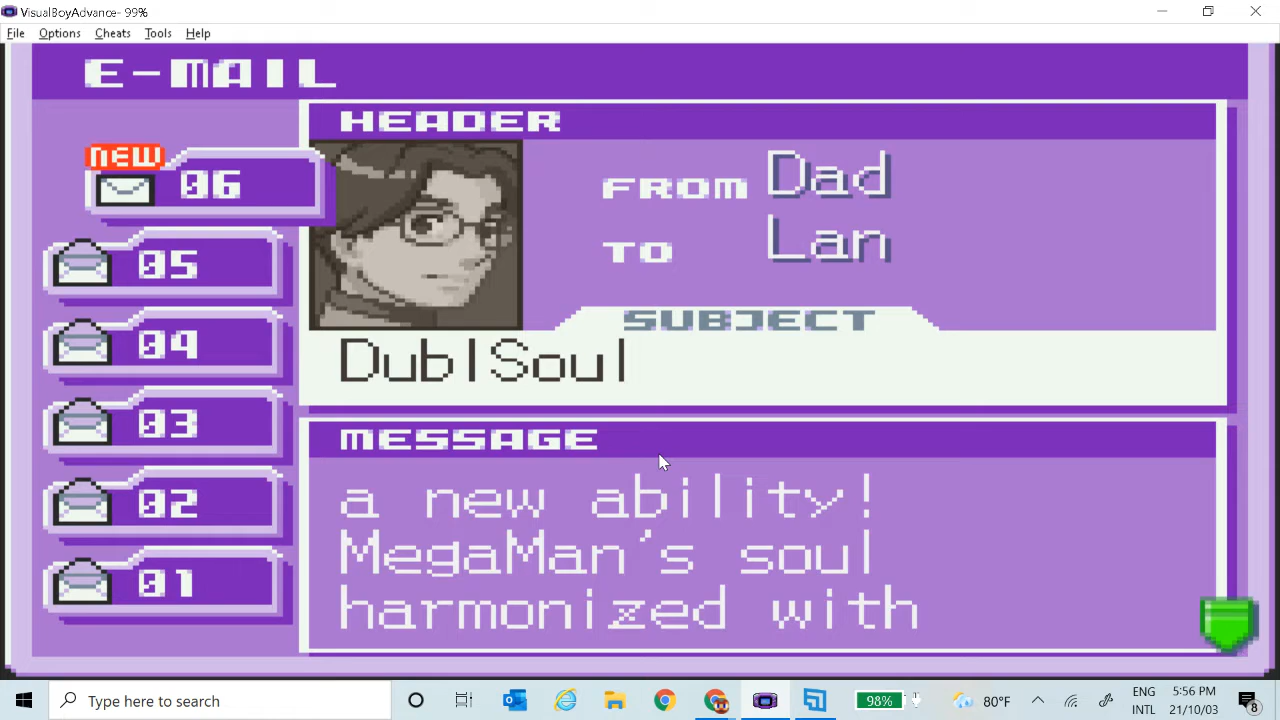 VisualBoyAdvance- 99%
File Options Cheats Tools Help
E-MAIL
HEADER
NEW
06
FROM Dad
TO Lan
05
SUBJECT
04
DublSoul
03
MESSAGE
02
a new ability!
MegaMan's soul
01
harmonized with
Type here to search
98%
80°F
ENG
INTL
5:56 PM
21/10/03
8